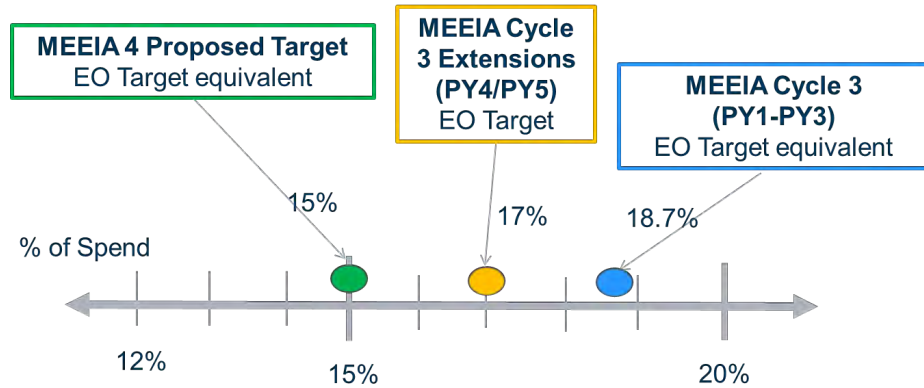 MEEIA 4 Proposed Target
EO Target equivalent
MEEIA Cycle
3 Extensions
(PY4/PY5)
EO Target
MEEIA Cycle 3
(PY1-PY3)
EO Target equivalent
15%
17%
18.7%
% of Spend
12%
15%
20%